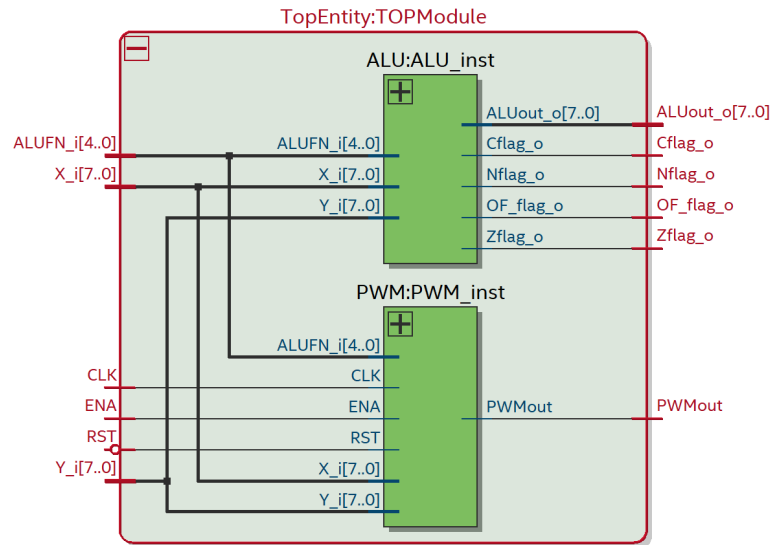 TopEntity:TOPModule
ALU:ALU_inst
ALUFN_i[4..0]
X_i[7..0]
ALUFN_i[4..0]
X_i[7..0]
Y_i[7..0]
ALUout_o[7..0]
Cflag_o
Nflag_o
OF_flag_o
Zflag_o
ALUout_o[7..0]
Cflag_o
Nflag_o
OF_flag_o
Zflag_o
PWM:PWM_inst
CLK
ENA
RST
Y_i[7..0]
ALUFN_i[4..0]
CLK
ENA
RST
X_i[7..0]
Y_i[7..0]
PWMout
PWMout